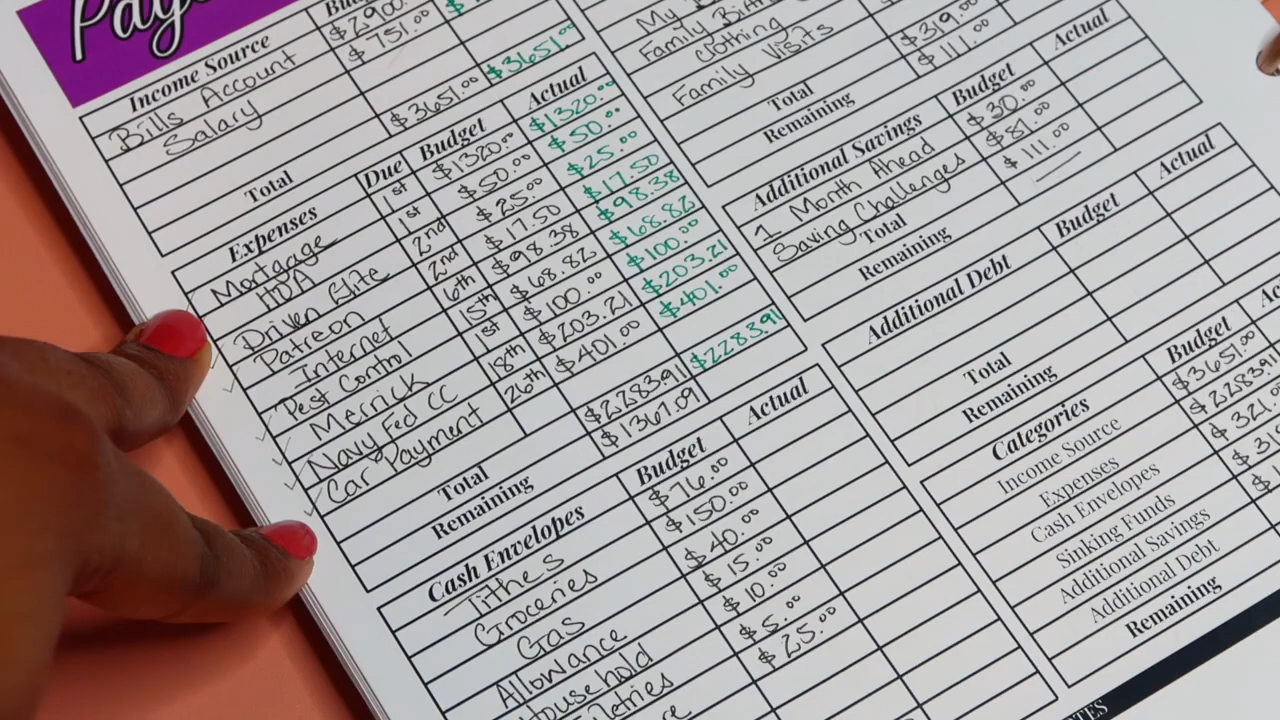 Income Source
Bills Account $2900.
Salary $751.00
Total $3651.00 $3651.00
Expenses Due Budget Actual
Mortgage 1st $1320.00 $1320.00
HOA 1st $50.00 $50.00
Driven Elite 2nd $25.00 $25.00
Patreon 2nd $17.50 $17.50
Internet 6th $98.38 $98.38
Pest Control 15th $68.82 $68.82
Merrick 1st $100.00 $100.00
Navy Fed CC 18th $203.21 $203.21
Car Payment 26th $401.00 $401.00
Total $2283.91 $2283.91
Remaining $1367.09
Cash Envelopes Budget Actual
Tithes $76.00
Groceries $150.00
Gas $40.00
Allowance $15.00
Household $10.00
$5.00
$25.00
My
Family
Clothing
Family Visits
Total $319.00
Remaining $111.00
Additional Savings Budget Actual
1 Month Ahead $30.00
Saving Challenges $81.00
Total $111.00
Remaining
Additional Debt Budget Actual
Total
Remaining
Categories Budget
Income Source $3651.00
Expenses $2283.91
Cash Envelopes $321.0
Sinking Funds
Additional Savings
Additional Debt
Remaining